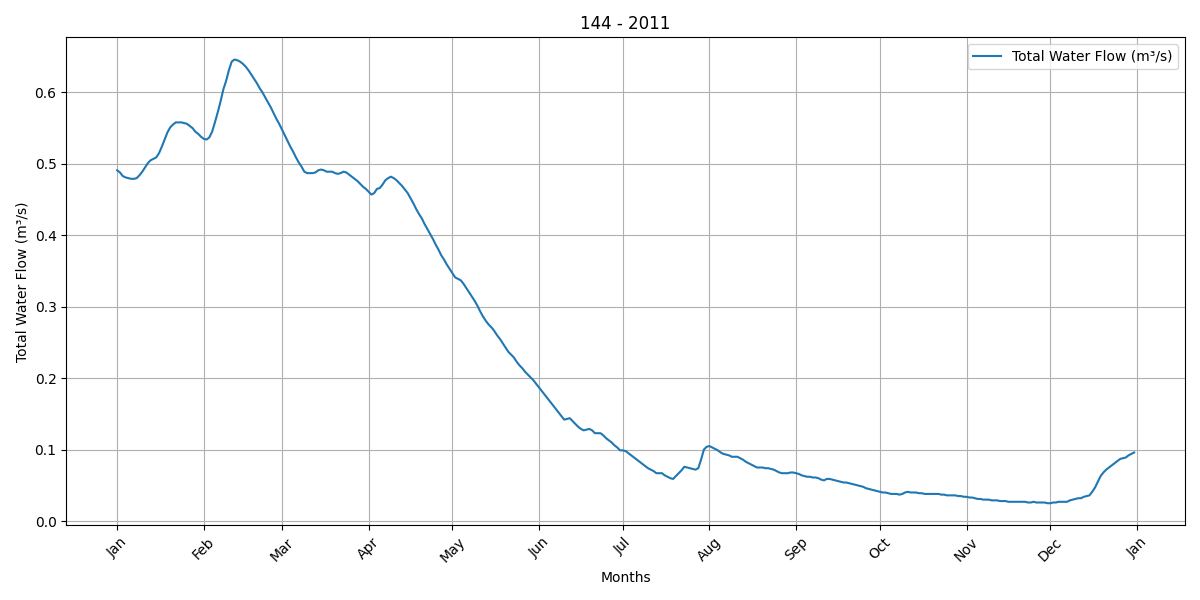 144 - 2011
Total Water Flow (m³/s)
Total Water Flow (m³/s)
0.6
0.5
0.4
0.3
0.2
0.1
0.0
Jan Feb Mar Apr May Jun Jul Aug Sep Oct Nov Dec Jan
Months